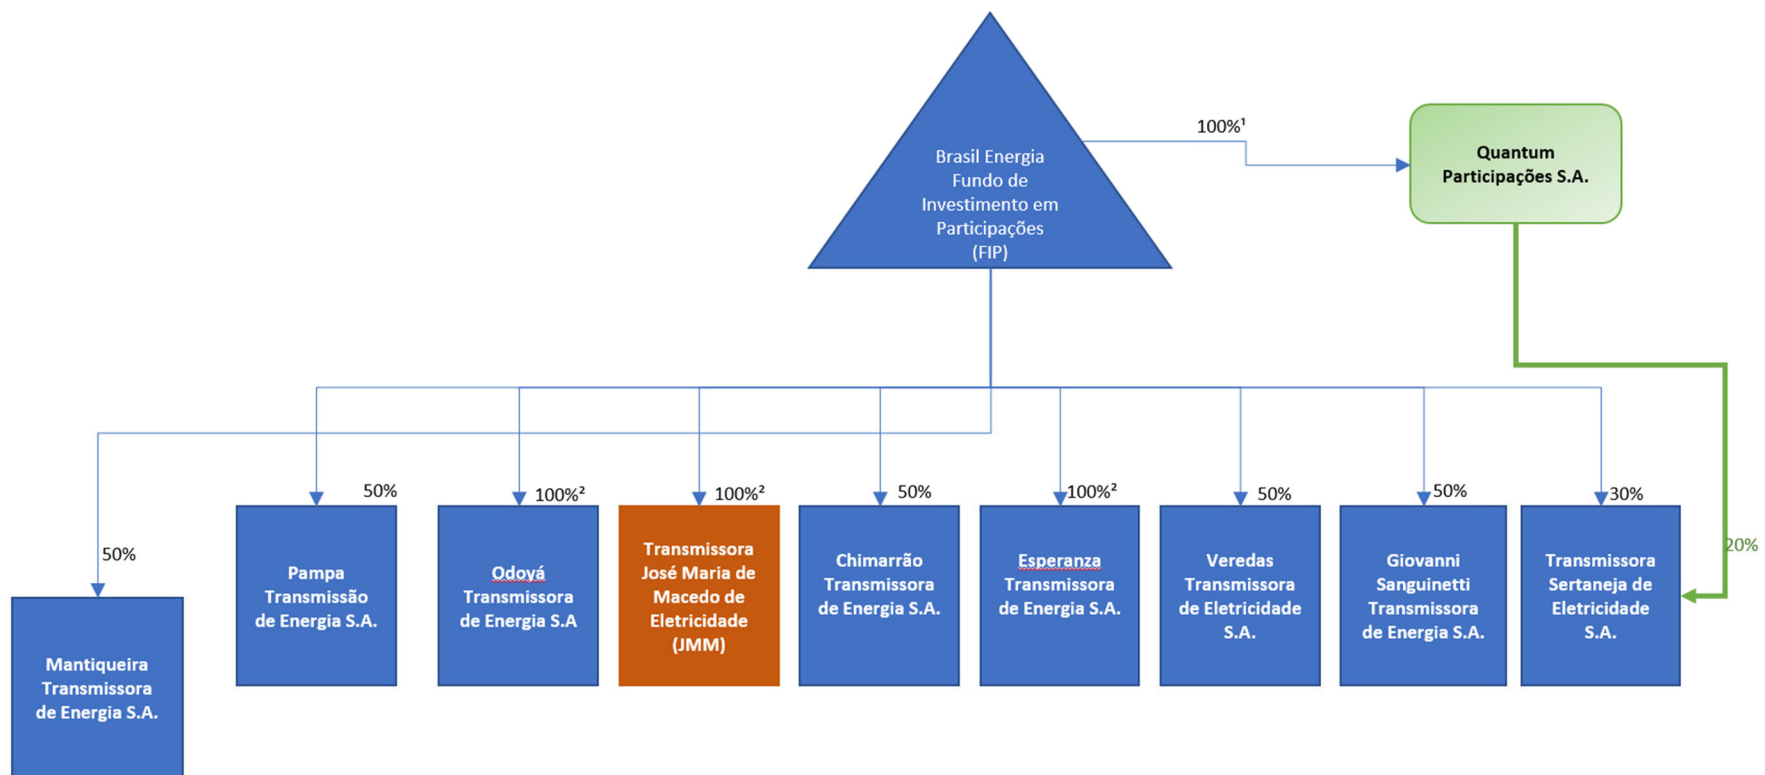 Brasil Energia
Fundo de
Investimento em
Participações
(FIP)
100%¹
Quantum
Participações S.A.
50%
Mantiqueira
Transmissora
de Energia S.A.
50%
Pampa
Transmissão
de Energia S.A.
100%²
Odoyá
Transmissora
de Energia S.A
100%²
Transmissora
José Maria de
Macedo de
Eletricidade
(JMM)
50%
Chimarrão
Transmissora
de Energia S.A.
100%²
Esperanza
Transmissora
de Energia S.A.
50%
Veredas
Transmissora
de Eletricidade
S.A.
50%
Giovanni
Sanguinetti
Transmissora
de Energia S.A.
30%
Transmissora
Sertaneja de
Eletricidade
S.A.
20%